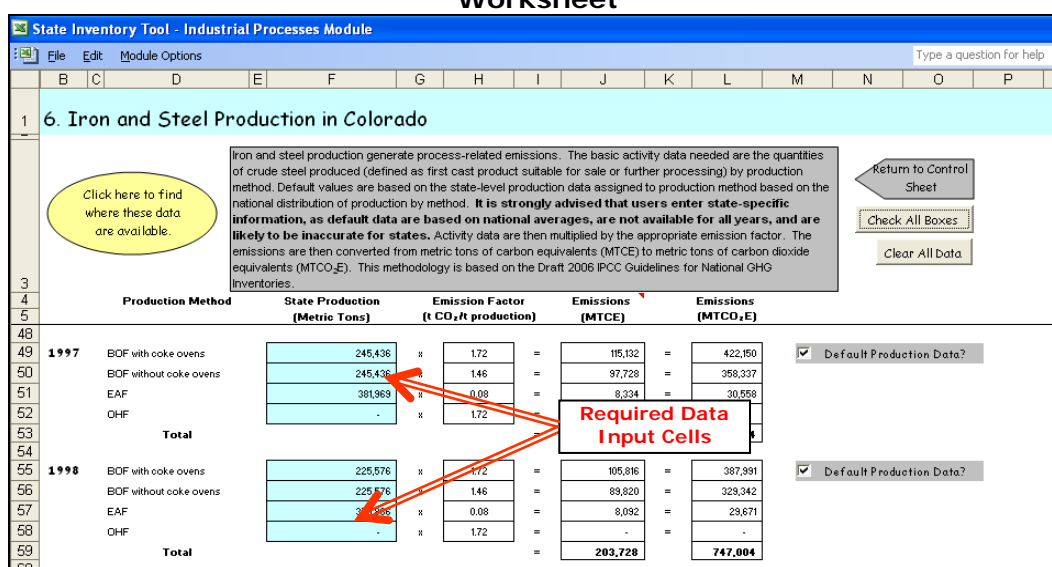 Worksheet
State Inventory Tool - Industrial Processes Module
File Edit Module Options Type a question for help
B C D E F G H I J K L M N O P
1 6. Iron and Steel Production in Colorado
Iron and steel production generate process-related emissions. The basic activity data needed are the quantities
of crude steel produced (defined as first cast product suitable for sale or further processing) by production
method. Default values are based on the state-level production data assigned to production method based on the
national distribution of production by method. It is strongly advised that users enter state-specific
information, as default data are based on national averages, are not available for all years, and are
likely to be inaccurate for states. Activity data are then multiplied by the appropriate emission factor. The
emissions are then converted from metric tons of carbon equivalents (MTCE) to metric tons of carbon dioxide
equivalents (MTCO₂E). This methodology is based on the Draft 2006 IPCC Guidelines for National GHG
Inventories.
Click here to find
where these data
are available.
Return to Control
Sheet
Check All Boxes
Clear All Data
3
4 Production Method State Production Emission Factor Emissions Emissions
5 (Metric Tons) (t CO₂/t production) (MTCE) (MTCO₂E)
48
49 1997 BOF with coke ovens 245,436 x 1.72 = 115,132 = 422,150 Default Production Data?
50 BOF without coke ovens 245,436 x 1.46 = 97,728 = 358,337
51 EAF 381,969 x 0.08 = 8,334 = 30,558
52 OHF - x 1.72
53 Total
Required Data
Input Cells
54
55 1998 BOF with coke ovens 225,576 x 1.72 = 105,816 = 387,991 Default Production Data?
56 BOF without coke ovens 225,576 x 1.46 = 89,820 = 329,342
57 EAF x 0.08 = 8,092 = 29,671
58 OHF - x 1.72 = - = -
59 Total = 203,728 747,004